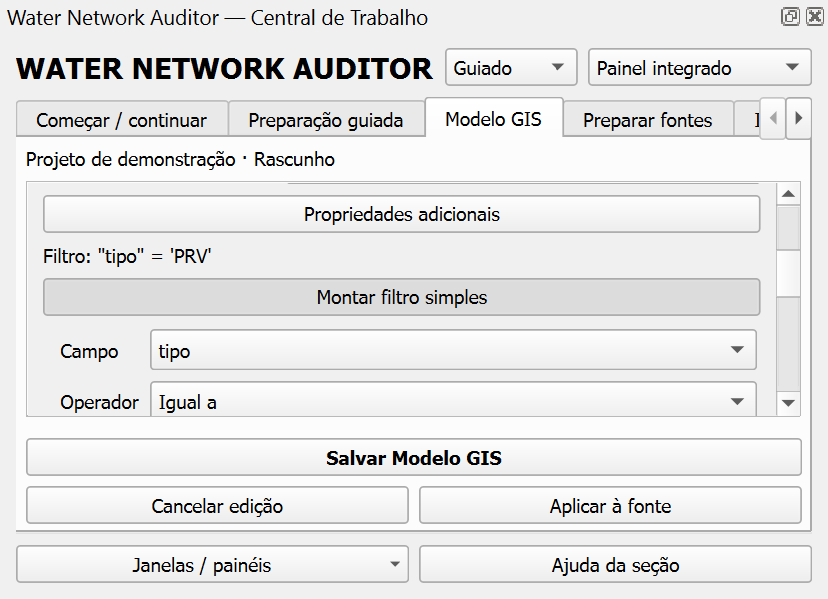 Water Network Auditor — Central de Trabalho
WATER NETWORK AUDITOR Guiado Painel integrado
Começar / continuar Preparação guiada Modelo GIS Preparar fontes
Projeto de demonstração · Rascunho
Propriedades adicionais
Filtro: "tipo" = 'PRV'
Montar filtro simples
Campo tipo
Operador Igual a
Salvar Modelo GIS
Cancelar edição Aplicar à fonte
Janelas / painéis Ajuda da seção